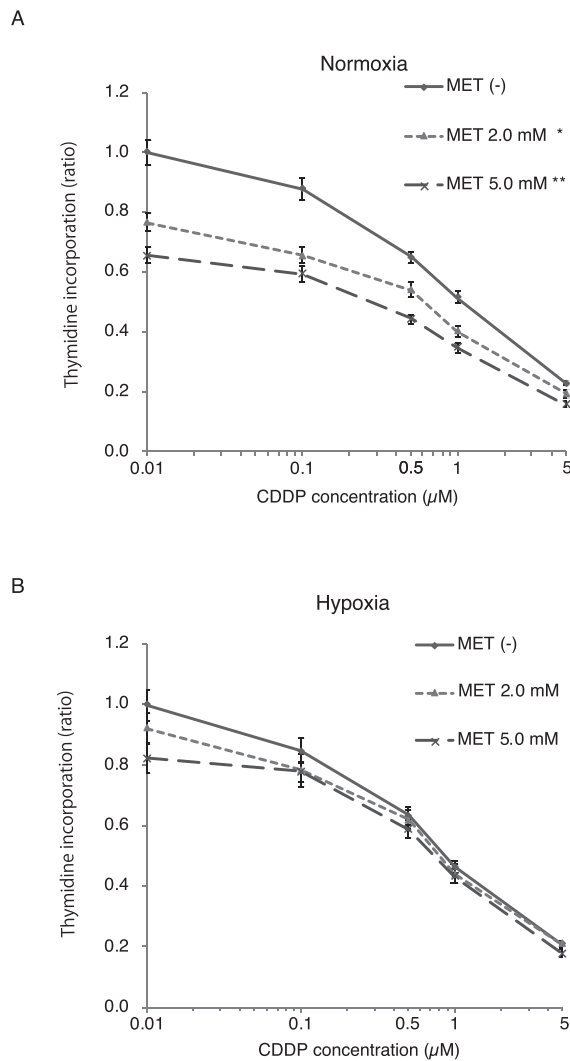 A
Normoxia
MET (-)
MET 2.0 mM *
MET 5.0 mM **
Thymidine incorporation (ratio)
1.2
1.0
0.8
0.6
0.4
0.2
0.0
0.01 0.1 0.5 1 5
CDDP concentration (µM)
B
Hypoxia
MET (-)
MET 2.0 mM
MET 5.0 mM
Thymidine incorporation (ratio)
1.2
1.0
0.8
0.6
0.4
0.2
0.0
0.01 0.1 0.5 1 5
CDDP concentration (µM)